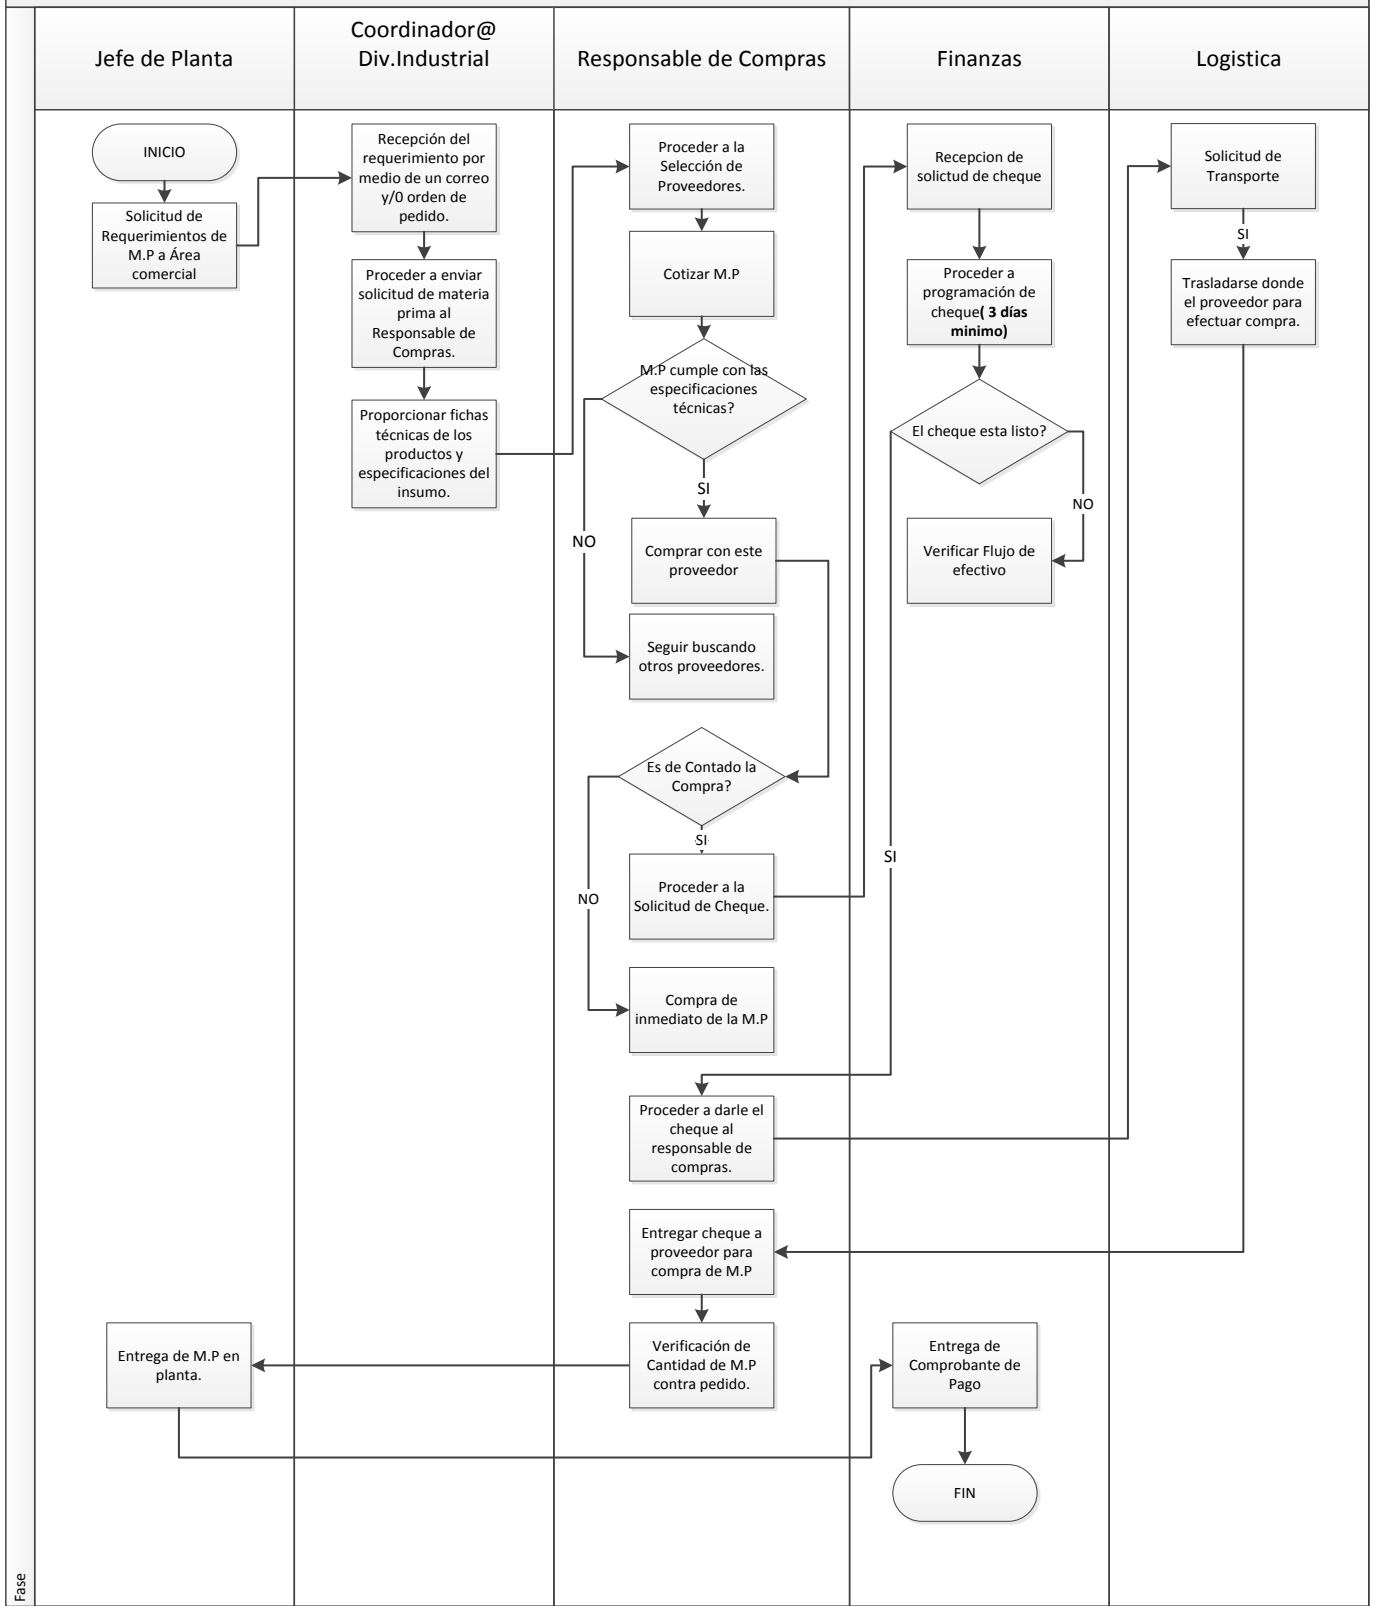 Jefe de Planta
Coordinador@
Div.Industrial
Responsable de Compras
Finanzas
Logistica
INICIO
Solicitud de
Requerimientos de
M.P a Área
comercial
Recepción del
requerimiento por
medio de un correo
y/0 orden de
pedido.
Proceder a enviar
solicitud de materia
prima al
Responsable de
Compras.
Proporcionar fichas
técnicas de los
productos y
especificaciones del
insumo.
Proceder a la
Selección de
Proveedores.
Cotizar M.P
M.P cumple con las
especificaciones
técnicas?
SI
NO
Comprar con este
proveedor
Seguir buscando
otros proveedores.
Es de Contado la
Compra?
SI
NO
Proceder a la
Solicitud de Cheque.
Compra de
inmediato de la M.P
Recepcion de
solictud de cheque
Proceder a
programación de
cheque( 3 días
minimo)
El cheque esta listo?
NO
SI
Verificar Flujo de
efectivo
Proceder a darle el
cheque al
responsable de
compras.
Solicitud de
Transporte
SI
Trasladarse donde
el proveedor para
efectuar compra.
Entregar cheque a
proveedor para
compra de M.P
Verificación de
Cantidad de M.P
contra pedido.
Entrega de M.P en
planta.
Entrega de
Comprobante de
Pago
FIN
Fase